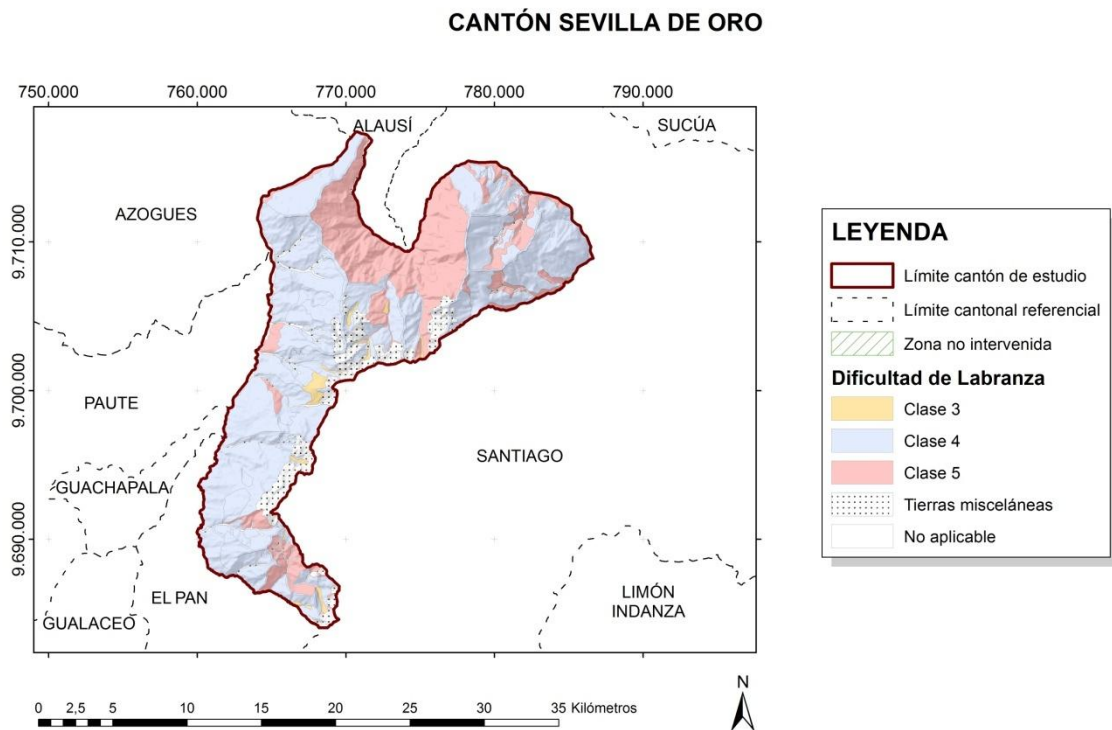 CANTÓN SEVILLA DE ORO
750.000 760.000 770.000 780.000 790.000
ALAUSÍ
SUCÚA
AZOGUES
9.710.000
PAUTE
9.700.000
SANTIAGO
GUACHAPALA
9.690.000
EL PAN
GUALACEO
LIMÓN
INDANZA
LEYENDA
Límite cantón de estudio
Límite cantonal referencial
Zona no intervenida
Dificultad de Labranza
Clase 3
Clase 4
Clase 5
Tierras misceláneas
No aplicable
0 2,5 5 10 15 20 25 30 35 Kilómetros
N